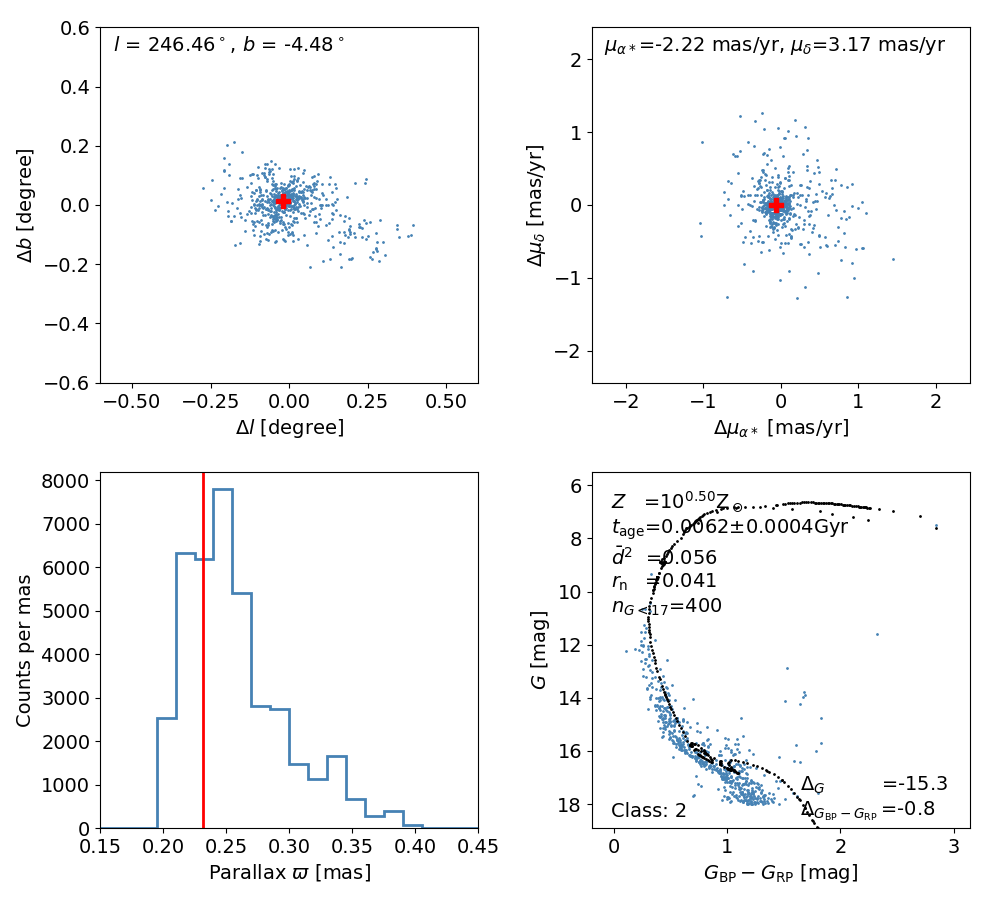 l = 246.46°, b = -4.48°
0.6
0.4
0.2
0.0
−0.2
−0.4
−0.6
Δb [degree]
−0.50 −0.25 0.00 0.25 0.50
Δl [degree]
μα*=-2.22 mas/yr, μδ=3.17 mas/yr
2
1
0
−1
−2
Δμδ [mas/yr]
−2 −1 0 1 2
Δμα* [mas/yr]
8000
7000
6000
5000
4000
3000
2000
1000
0
Counts per mas
0.15 0.20 0.25 0.30 0.35 0.40 0.45
Parallax ϖ [mas]
Z =10^0.50 Z⊙
t_age=0.0062±0.0004Gyr
d̄² =0.056
r_n =0.041
n_G<17=400
Δ_G =-15.3
Δ_G_BP−G_RP =-0.8
Class: 2
6
8
10
12
14
16
18
G [mag]
0 1 2 3
G_BP − G_RP [mag]